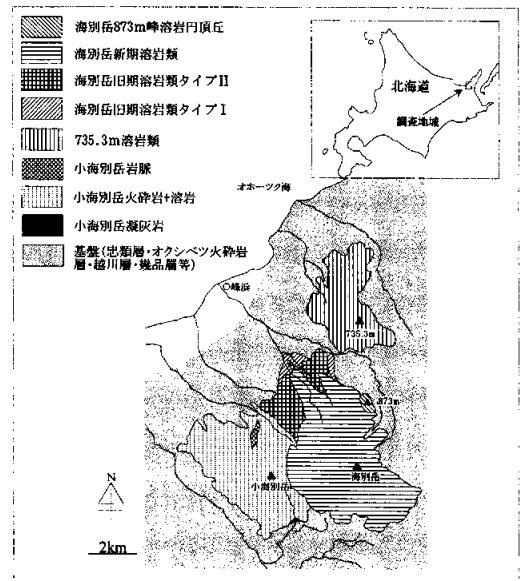 海別岳873m峰溶岩円頂丘
海別岳新期溶岩類
海別岳旧期溶岩類タイプII
海別岳旧期溶岩類タイプI
735.3m溶岩類
小海別岳岩脈
小海別岳火砕岩+溶岩
小海別岳凝灰岩
基盤(忠類層・オクシベツ火砕岩
層・越川層・幾品層等)
北海道
調査地域
オホーツク海
○峰浜
735.3m
873m
小海別岳
海別岳
N
2km